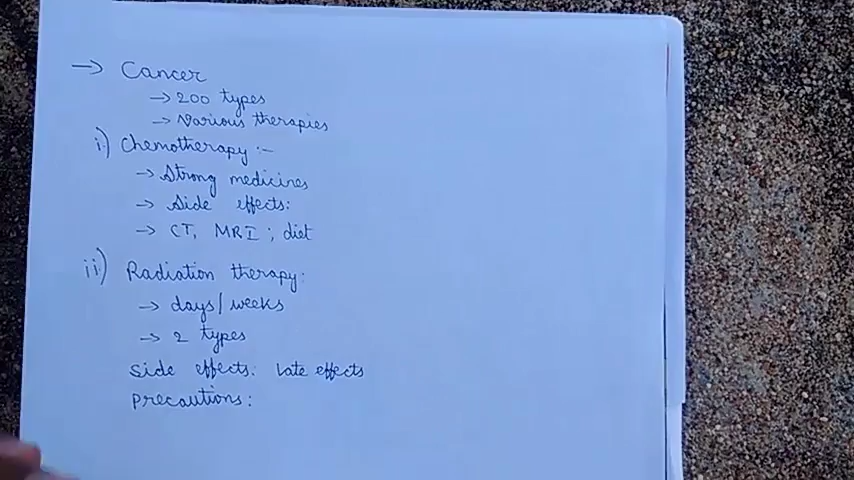 → Cancer
→ 200 types
→ Various therapies
i) Chemotherapy :-
→ Strong medicines
→ Side effects:
→ CT, MRI ; diet
ii) Radiation therapy:
→ days/weeks
→ 2 types
Side effects: Late effects
Precautions: